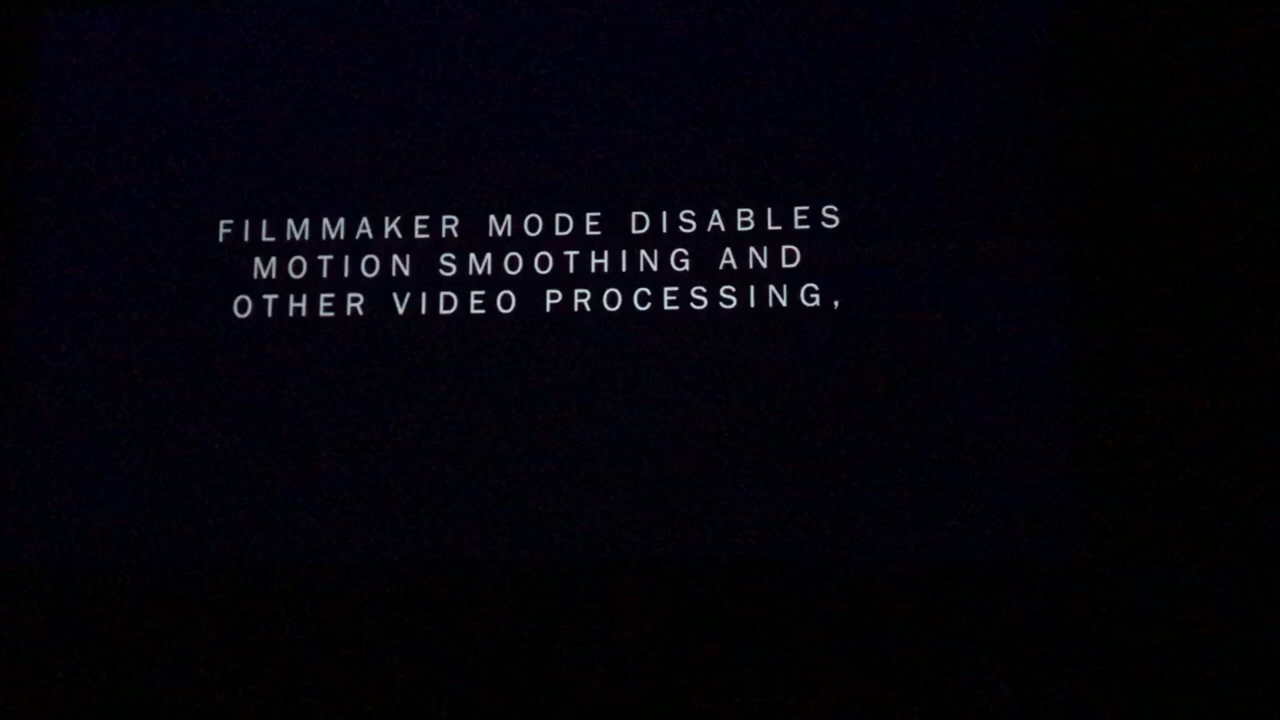 FILMMAKER MODE DISABLES
MOTION SMOOTHING AND
OTHER VIDEO PROCESSING,